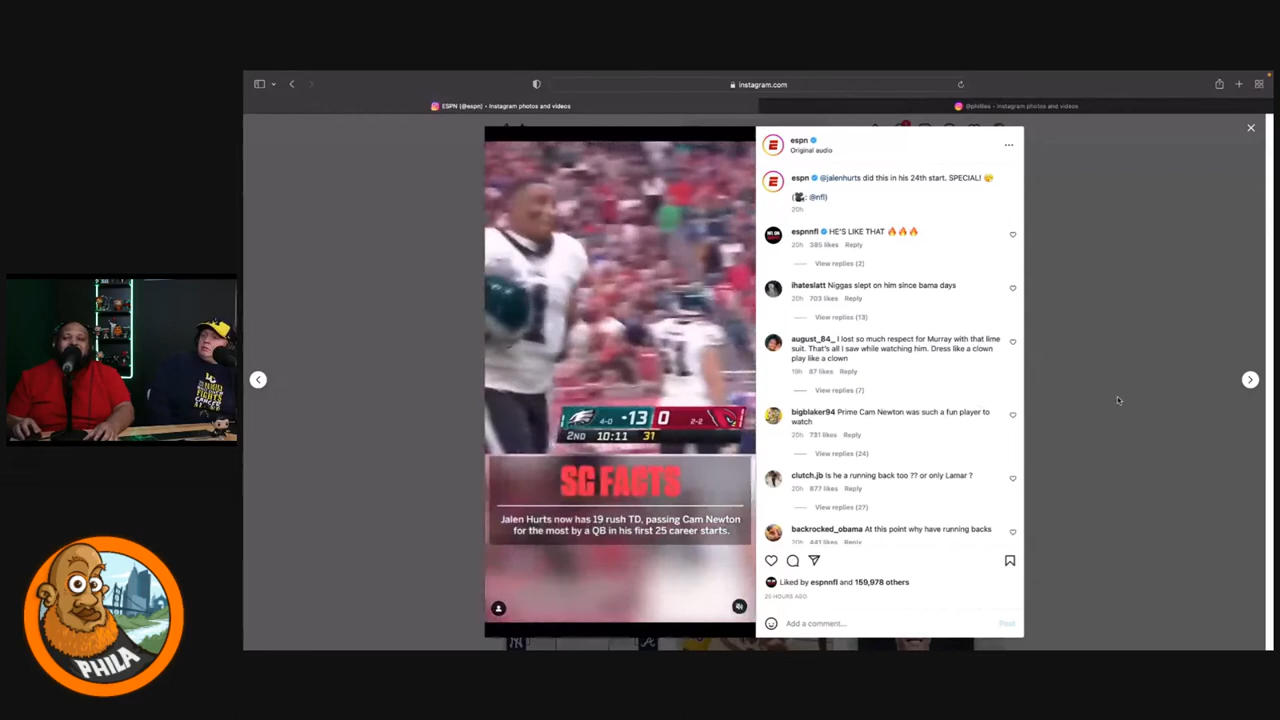 instagram.com
ESPN (@espn) • Instagram photos and videos
@phillies • Instagram photos and videos
espn
Original audio
espn @jalenhurts did this in his 24th start. SPECIAL!
( : @nfl)
20h
espnnfl HE'S LIKE THAT 🔥🔥🔥
20h 385 likes Reply
View replies (2)
ihateslatt Niggas slept on him since bama days
20h 703 likes Reply
View replies (13)
august_84_ I lost so much respect for Murray with that lime
suit. That's all I saw while watching him. Dress like a clown
play like a clown
19h 87 likes Reply
View replies (7)
bigblaker94 Prime Cam Newton was such a fun player to
watch
20h 731 likes Reply
View replies (24)
clutch.jb Is he a running back too ?? or only Lamar ?
20h 877 likes Reply
View replies (27)
backrocked_obama At this point why have running backs
20h 441 likes Reply
Liked by espnnfl and 159,978 others
20 HOURS AGO
Add a comment...
Post
4-0 -13 0 2-2
2ND 10:11 31
SC FACTS
Jalen Hurts now has 19 rush TD, passing Cam Newton
for the most by a QB in his first 25 career starts.
PHILA